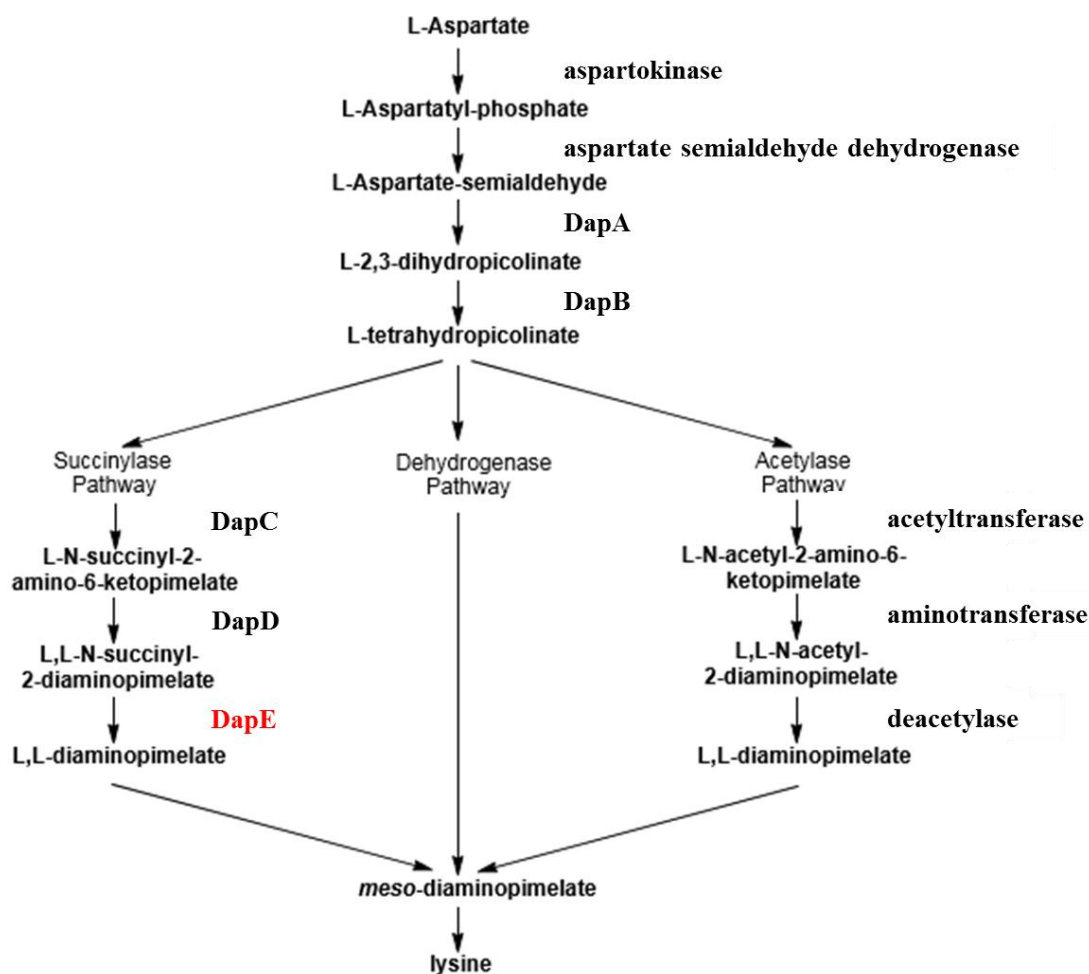 L-Aspartate
aspartokinase
L-Aspartatyl-phosphate
aspartate semialdehyde dehydrogenase
L-Aspartate-semialdehyde
DapA
L-2,3-dihydropicolinate
DapB
L-tetrahydropicolinate
Succinylase
Pathway
Dehydrogenase
Pathway
Acetylase
Pathway
DapC
acetyltransferase
L-N-succinyl-2-
amino-6-ketopimelate
L-N-acetyl-2-amino-6-
ketopimelate
DapD
aminotransferase
L,L-N-succinyl-
2-diaminopimelate
L,L-N-acetyl-
2-diaminopimelate
DapE
deacetylase
L,L-diaminopimelate
L,L-diaminopimelate
meso-diaminopimelate
lysine